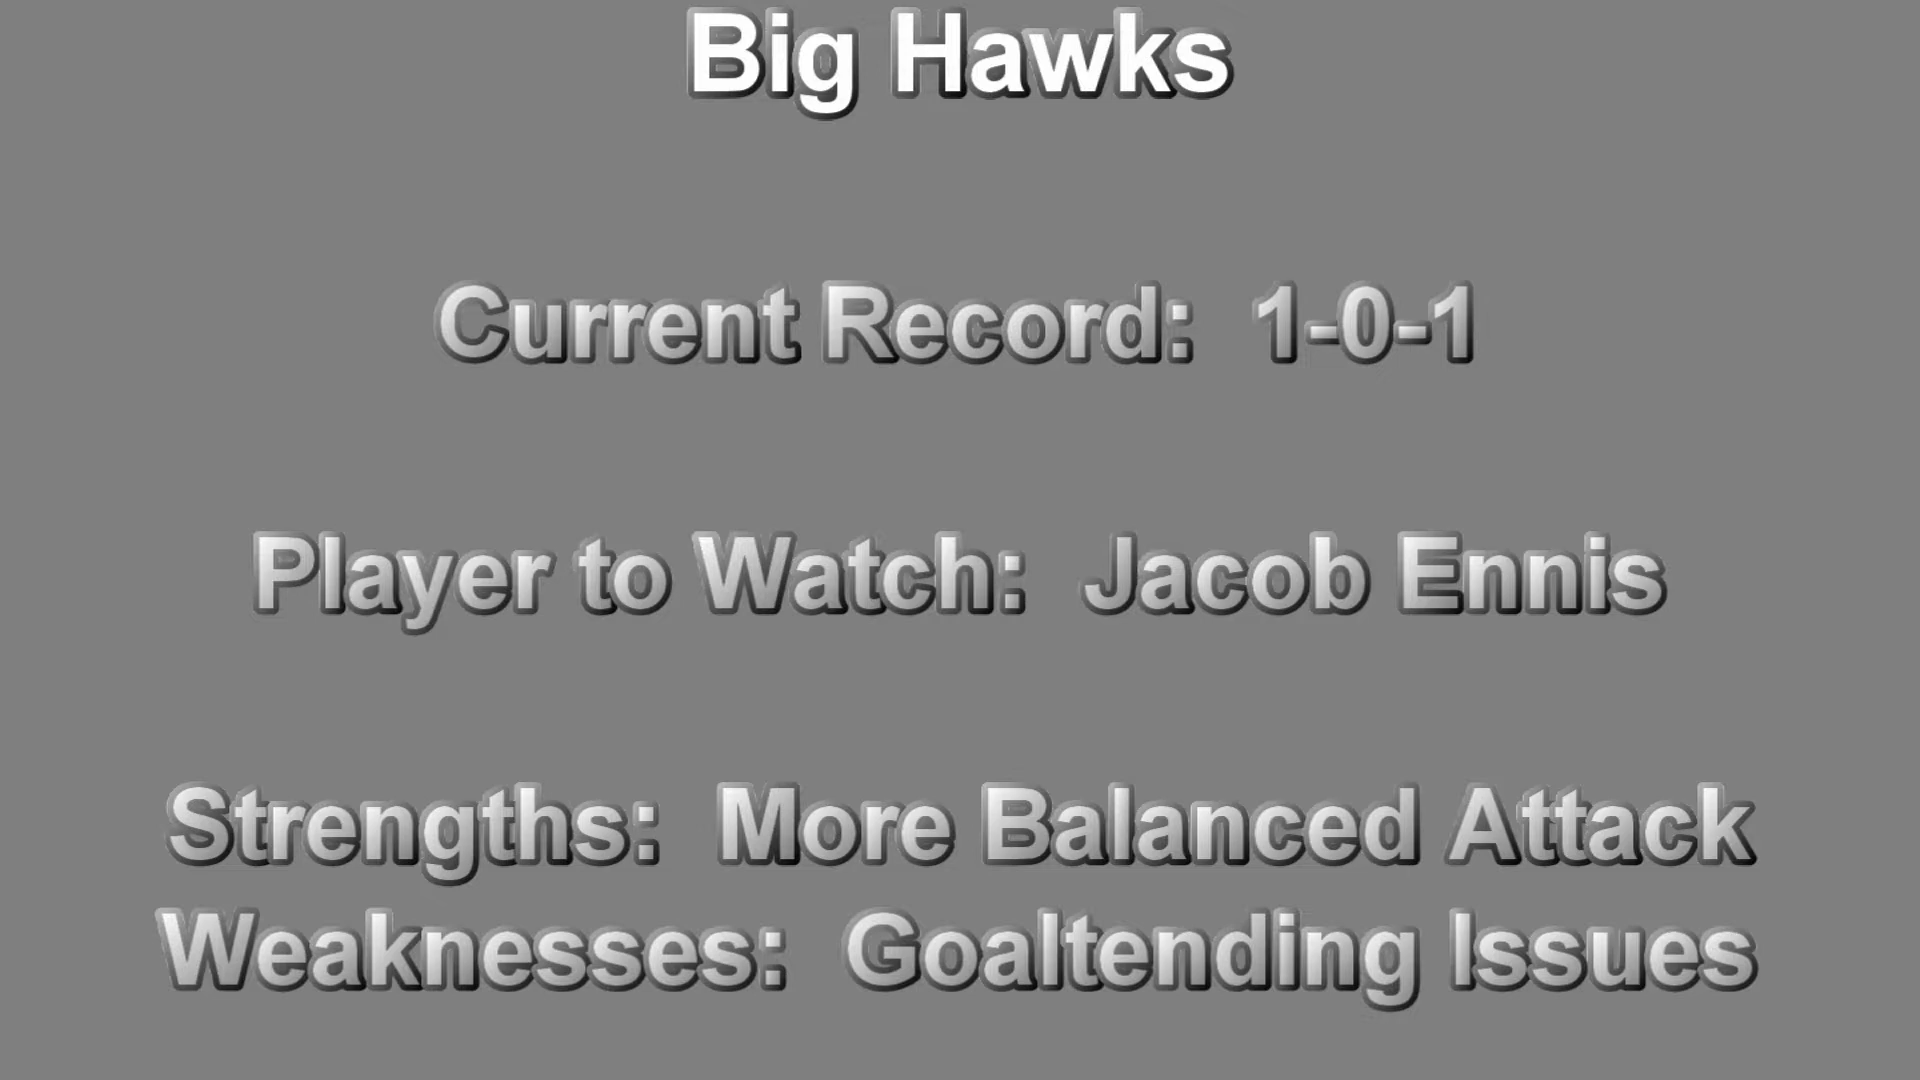 Big Hawks
Current Record:  1-0-1
Player to Watch:  Jacob Ennis
Strengths:  More Balanced Attack
Weaknesses:  Goaltending Issues